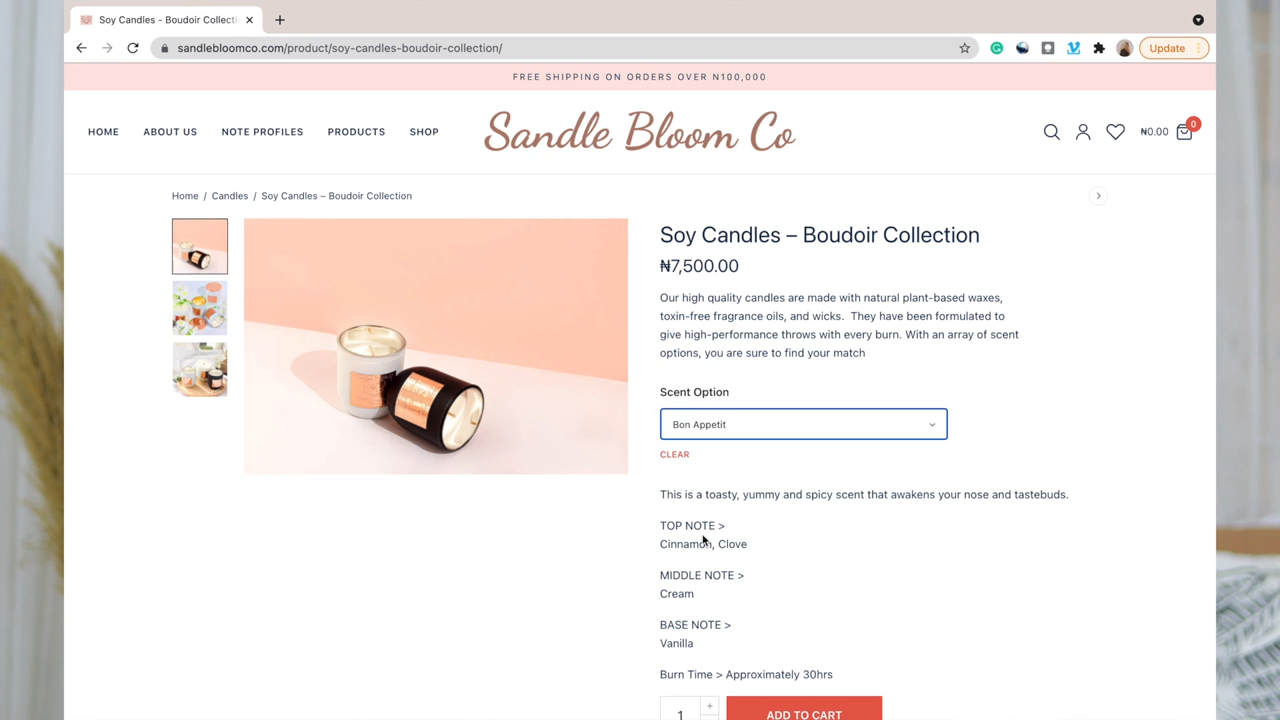 Soy Candles - Boudoir Collecti
sandlebloomco.com/product/soy-candles-boudoir-collection/
Update
FREE SHIPPING ON ORDERS OVER N100,000
HOME
ABOUT US
NOTE PROFILES
PRODUCTS
SHOP
Sandle Bloom Co
₦0.00
0
Home / Candles / Soy Candles – Boudoir Collection
Soy Candles – Boudoir Collection
₦7,500.00
Our high quality candles are made with natural plant-based waxes,
toxin-free fragrance oils, and wicks. They have been formulated to
give high-performance throws with every burn. With an array of scent
options, you are sure to find your match
Scent Option
Bon Appetit
CLEAR
This is a toasty, yummy and spicy scent that awakens your nose and tastebuds.
TOP NOTE >
Cinnamon, Clove
MIDDLE NOTE >
Cream
BASE NOTE >
Vanilla
Burn Time > Approximately 30hrs
1
+
ADD TO CART